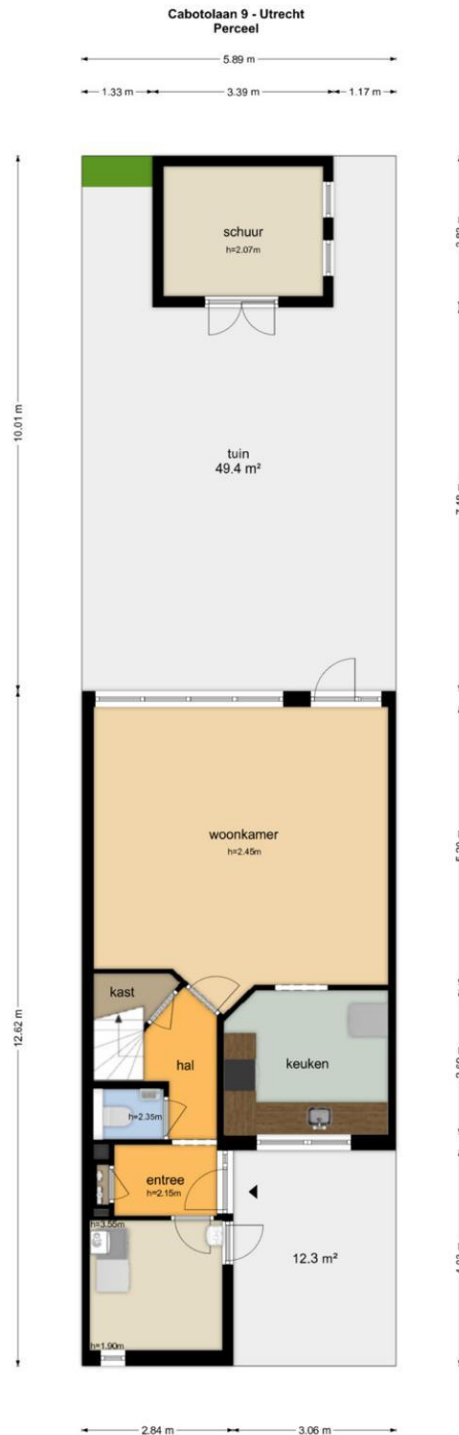 Cabotolaan 9 - Utrecht
Perceel
5.89 m
1.33 m
3.39 m
1.17 m
schuur
h=2.07m
10.01 m
tuin
49.4 m²
woonkamer
h=2.45m
kast
12.62 m
hal
keuken
h=2.35m
entree
h=2.15m
h=3.55m
12.3 m²
h=1.90m
2.84 m
3.06 m